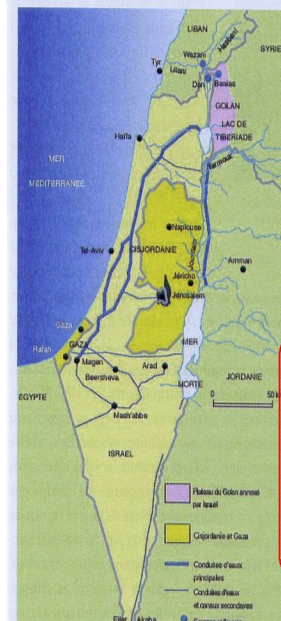 LIBAN
Hasbani
SYRIE
Wazani
Tyr
Litani
Dan
Banias
GOLAN
LAC DE
TIBERIADE
Haïfa
Yarmouk
MER
MEDITERRANEE
Naplouse
Tel-Aviv
CISJORDANIE
Jourdain
Amman
Jéricho
Jérusalem
Gaza
GAZA
MER
Rafah
Magen
Arad
Beersheva
JORDANIE
MORTE
EGYPTE
Mash'abbe
0 50 k
ISRAEL
Plateau du Golan annexé
par Israël
Cisjordanie et Gaza
Conduites d'eaux
principales
Conduites d'eaux
et canaux secondaires
Eilat
Akaba